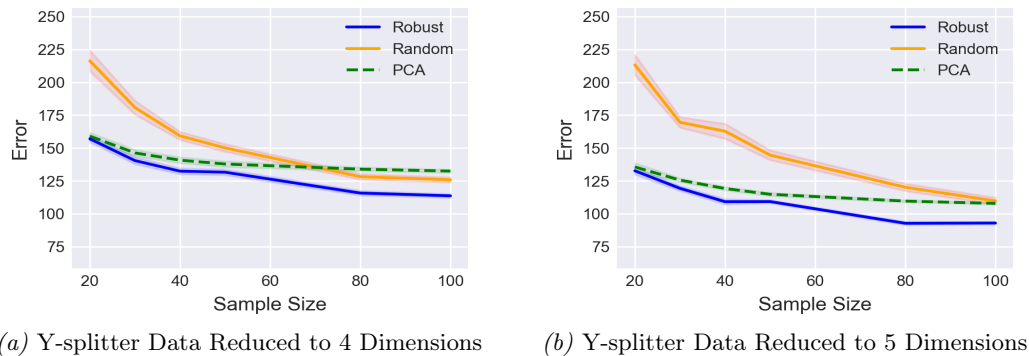 250
225
200
175
150
125
100
75
Error
20
40
60
80
100
Sample Size
Robust
Random
PCA
(a) Y-splitter Data Reduced to 4 Dimensions
250
225
200
175
150
125
100
75
Error
20
40
60
80
100
Sample Size
Robust
Random
PCA
(b) Y-splitter Data Reduced to 5 Dimensions